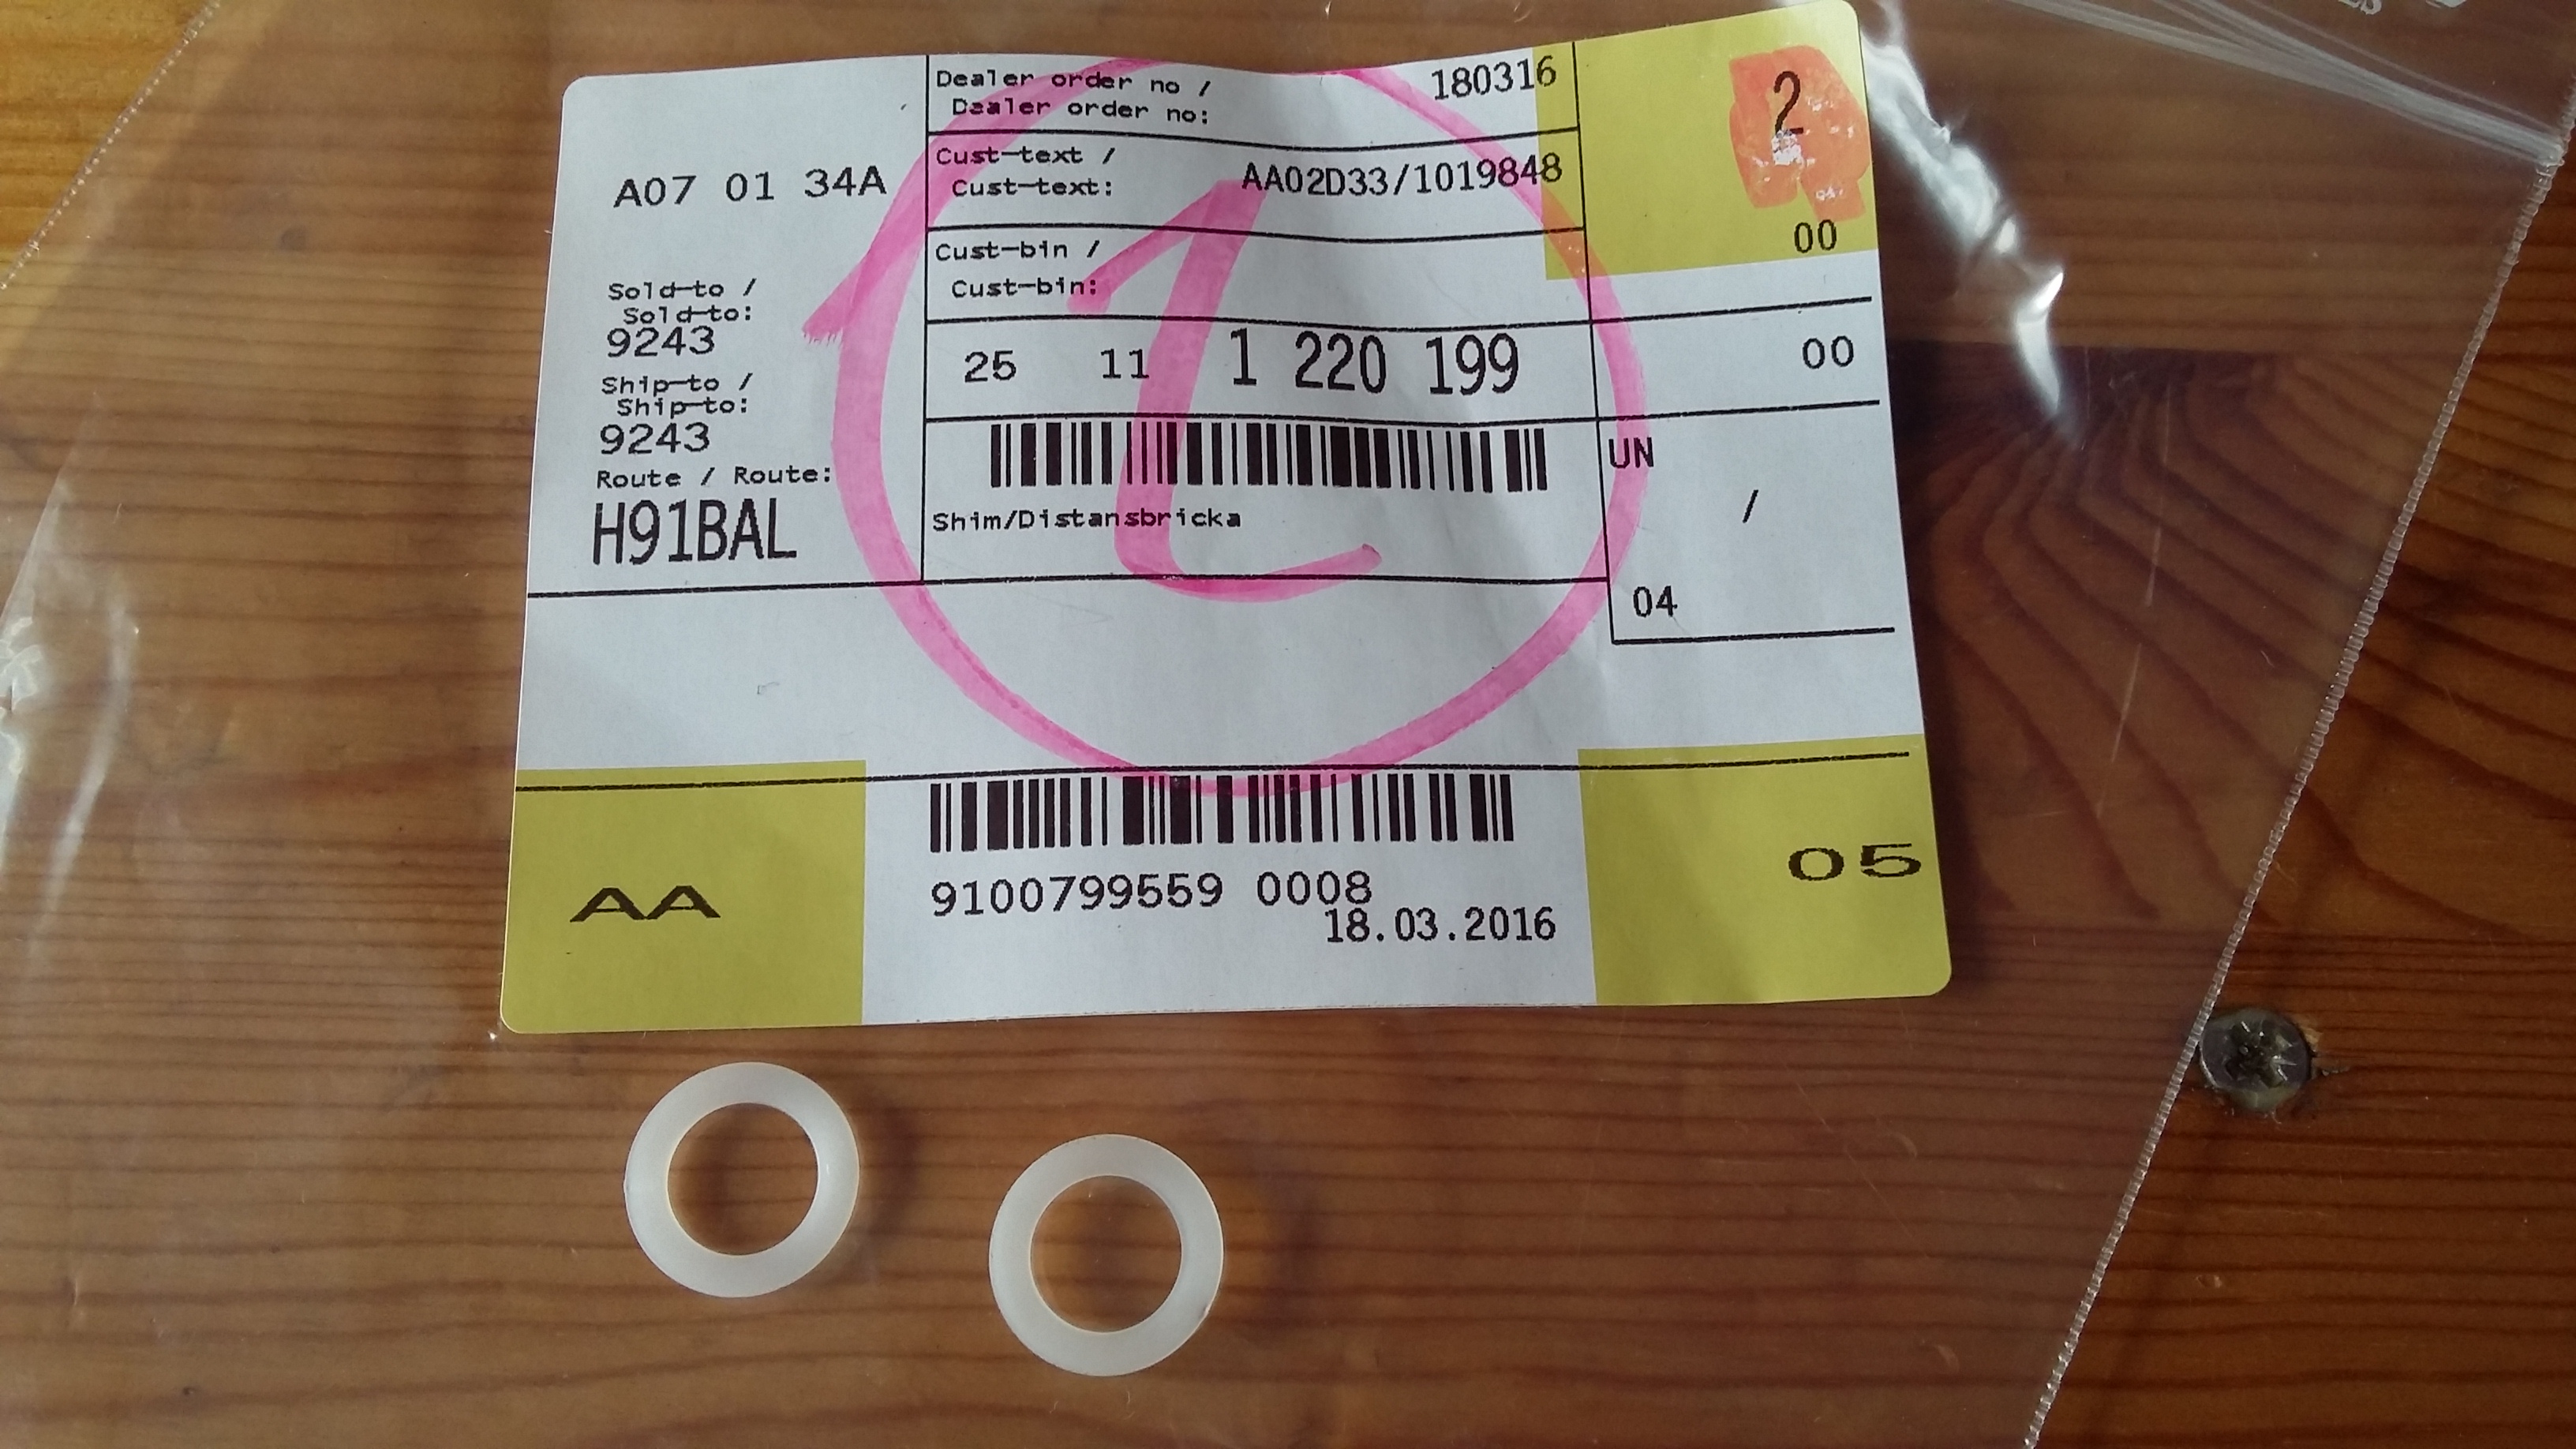 Dealer order no /
Dealer order no:
180316
2
Cust-text /
Cust-text:
AA02D33/1019848
A07 01 34A
00
Cust-bin /
Cust-bin:
Sold-to /
Sold-to:
9243
25 11 1 220 199
00
Ship-to /
Ship-to:
9243
UN
/
Route / Route:
H91BAL
Shim/Distansbricka
04
AA
05
9100799559 0008
18.03.2016